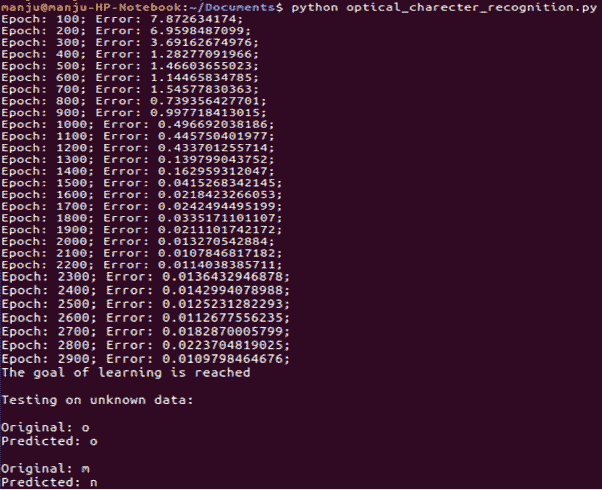 manju@manju-HP-Notebook:~/Documents$ python optical_charecter_recognition.py
Epoch: 100; Error: 7.872634174;
Epoch: 200; Error: 6.9598487099;
Epoch: 300; Error: 3.69162674976;
Epoch: 400; Error: 1.28277091966;
Epoch: 500; Error: 1.46603655023;
Epoch: 600; Error: 1.14465834785;
Epoch: 700; Error: 1.54577830363;
Epoch: 800; Error: 0.739356427701;
Epoch: 900; Error: 0.997718413015;
Epoch: 1000; Error: 0.496692038186;
Epoch: 1100; Error: 0.445750401977;
Epoch: 1200; Error: 0.433701255714;
Epoch: 1300; Error: 0.139799043752;
Epoch: 1400; Error: 0.162959312047;
Epoch: 1500; Error: 0.0415268342145;
Epoch: 1600; Error: 0.0218423266053;
Epoch: 1700; Error: 0.0242494495199;
Epoch: 1800; Error: 0.0335171101107;
Epoch: 1900; Error: 0.0211101742172;
Epoch: 2000; Error: 0.013270542884;
Epoch: 2100; Error: 0.0107846817182;
Epoch: 2200; Error: 0.0114038385711;
Epoch: 2300; Error: 0.0136432946878;
Epoch: 2400; Error: 0.0142994078988;
Epoch: 2500; Error: 0.0125231282293;
Epoch: 2600; Error: 0.0112677556235;
Epoch: 2700; Error: 0.0182870005799;
Epoch: 2800; Error: 0.0223704819025;
Epoch: 2900; Error: 0.0109798464676;
The goal of learning is reached
Testing on unknown data:
Original: o
Predicted: o
Original: m
Predicted: n